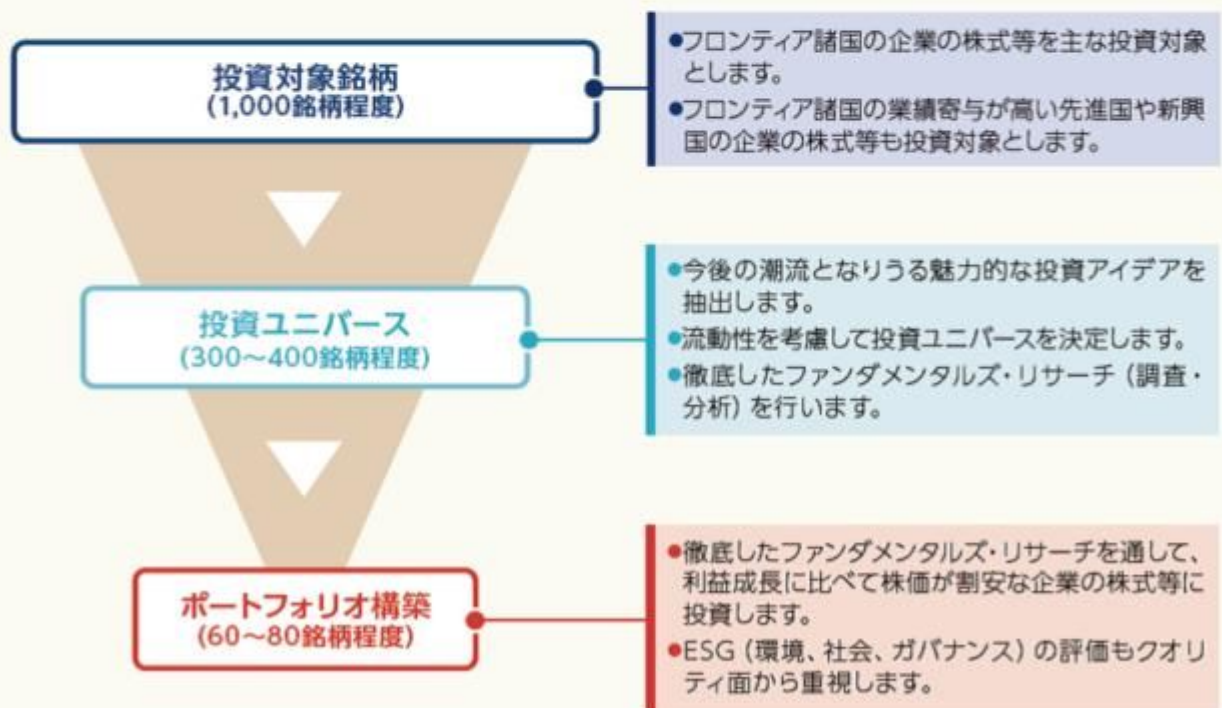 投資対象銘柄
(1,000銘柄程度)
●フロンティア諸国の企業の株式等を主な投資対象
とします。
●フロンティア諸国の業績寄与が高い先進国や新興
国の企業の株式等も投資対象とします。
投資ユニバース
(300〜400銘柄程度)
●今後の潮流となりうる魅力的な投資アイデアを
抽出します。
●流動性を考慮して投資ユニバースを決定します。
●徹底したファンダメンタルズ・リサーチ（調査・
分析）を行います。
ポートフォリオ構築
(60〜80銘柄程度)
●徹底したファンダメンタルズ・リサーチを通して、
利益成長に比べて株価が割安な企業の株式等に
投資します。
●ESG（環境、社会、ガバナンス）の評価もクオリ
ティ面から重視します。